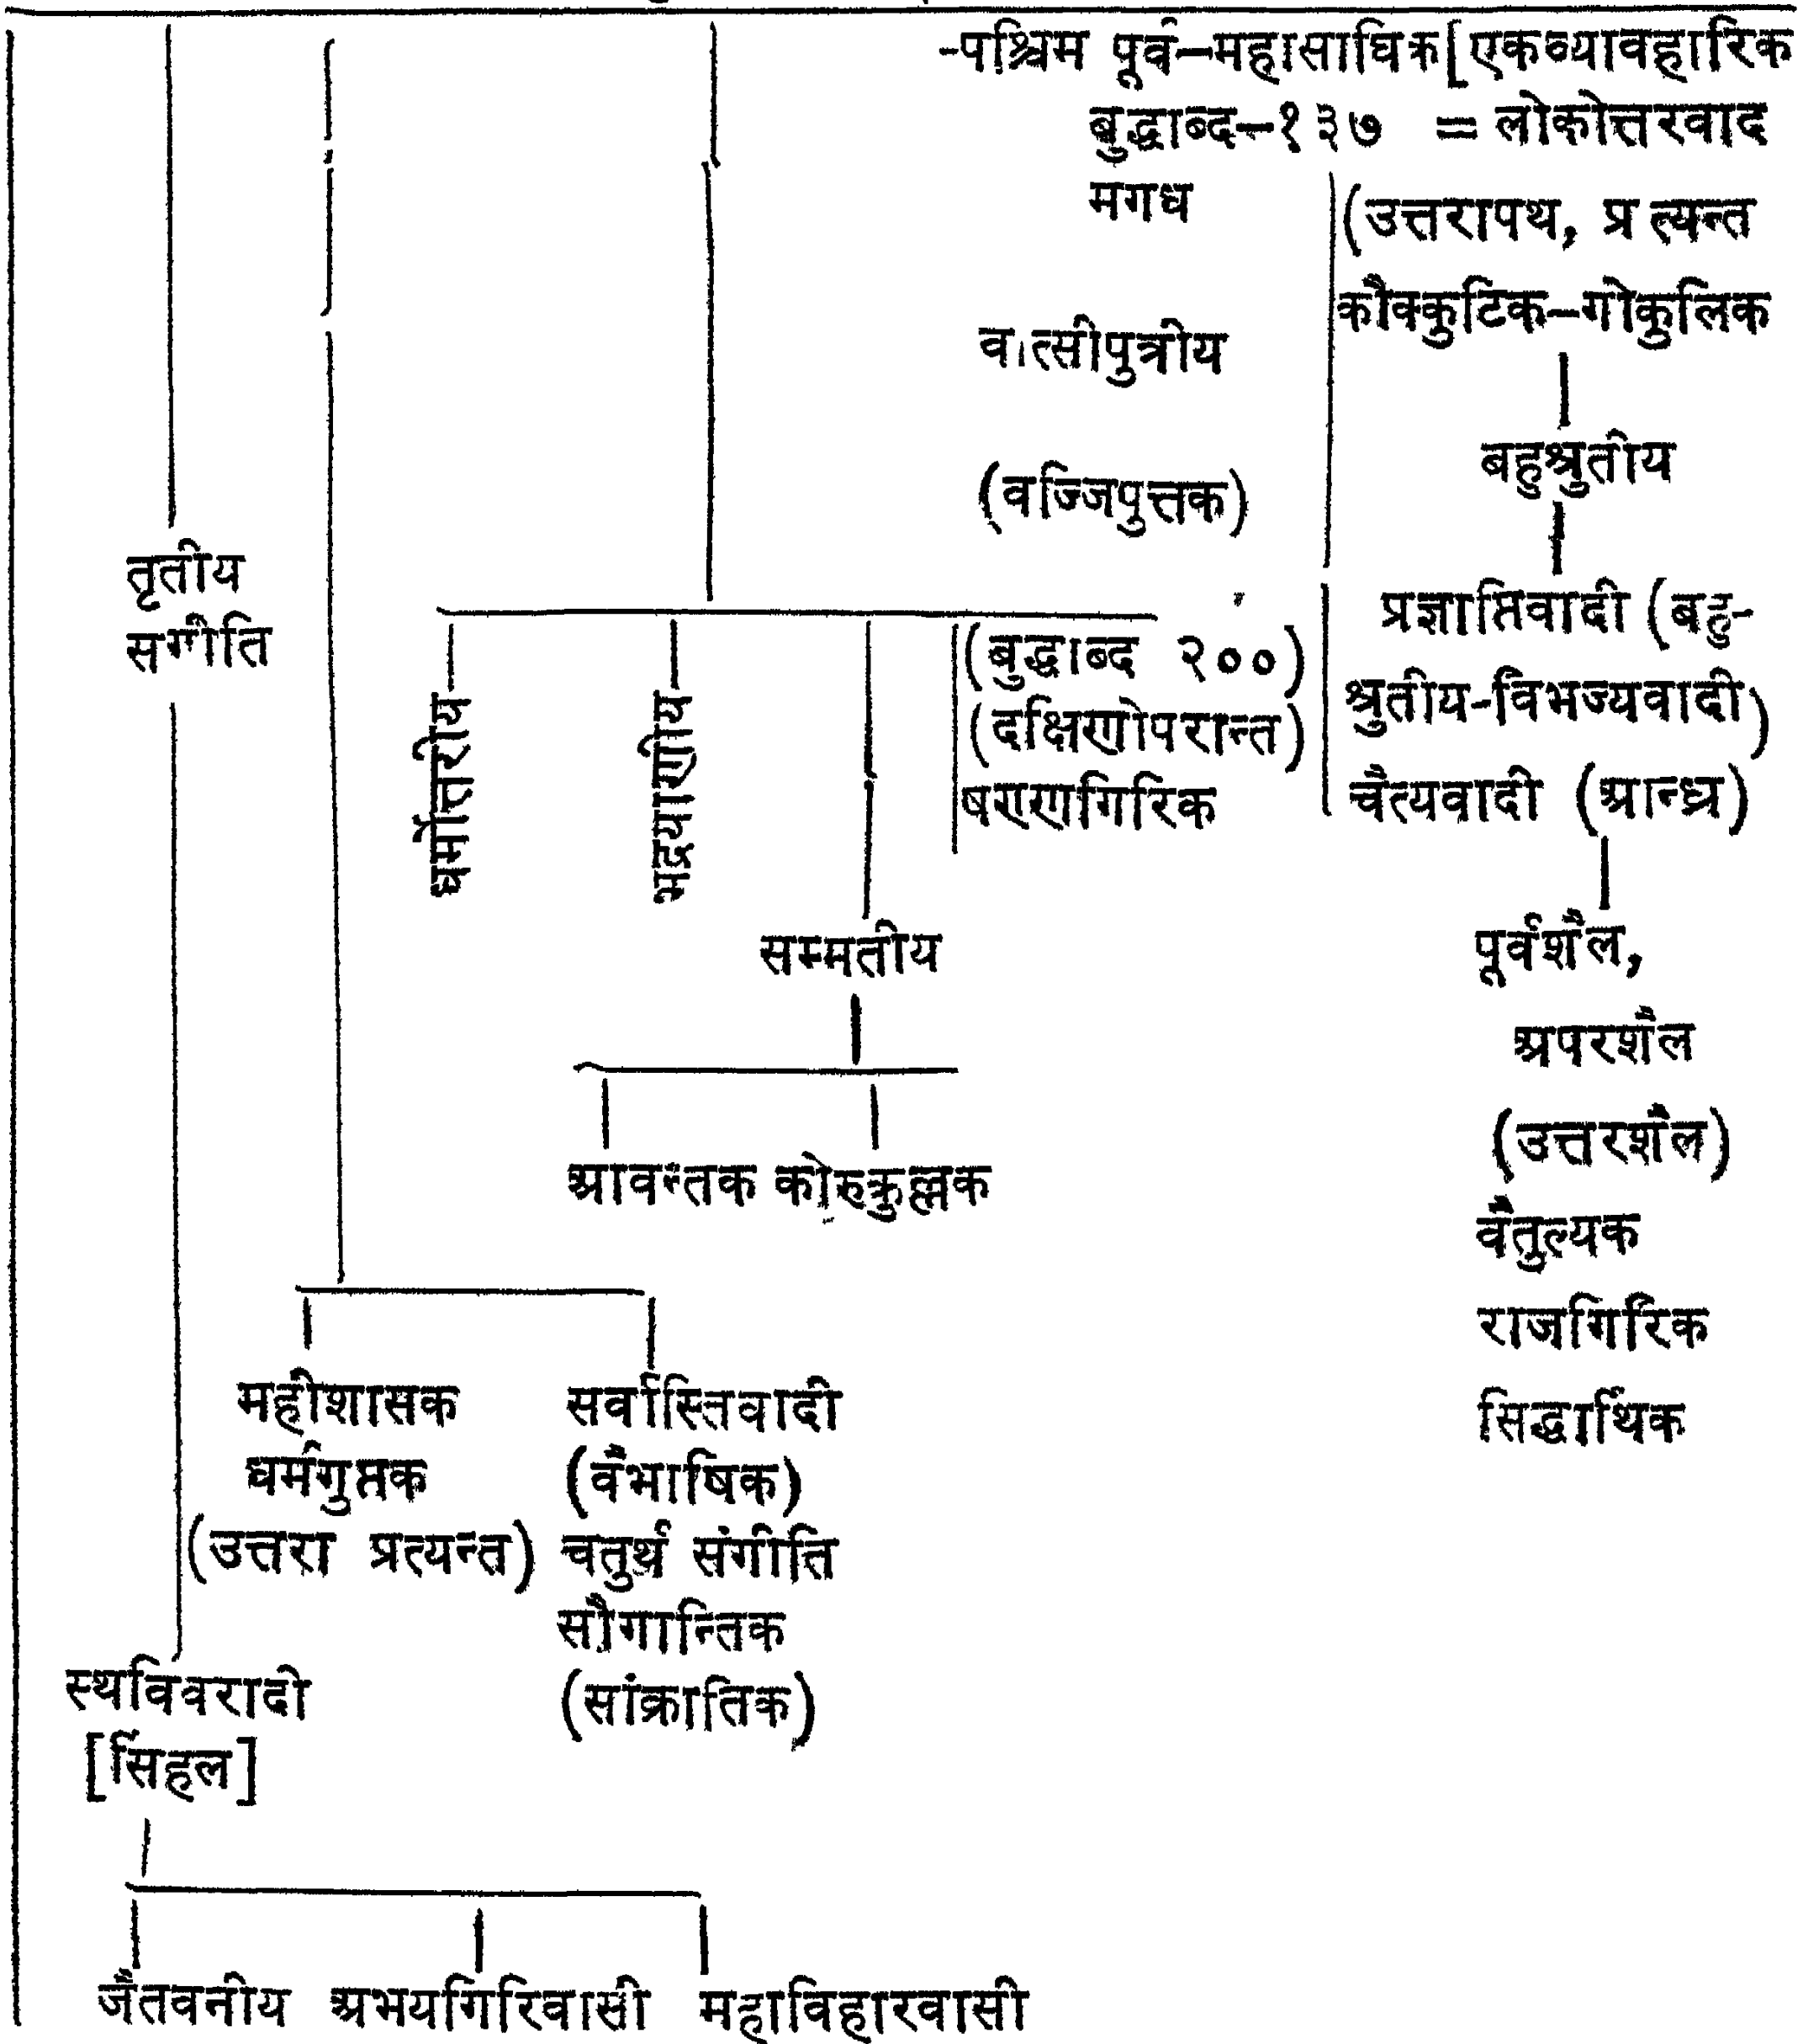 -पश्चिम पूर्व-महासाघिक[एकव्यावहारिक
बुद्धाब्द-१३७ = लोकोत्तरवाद
मगध
(उत्तरापथ, प्रत्यन्त
कौक्कुटिक-गोकुलिक
वात्सीपुत्रीय
बहुश्रुतीय
(वज्जिपुत्तक)
तृतीय
सगीति
प्रज्ञाप्तिवादी (बहु-
श्रुतीय-विभज्यवादी)
चैत्यवादी (आन्ध्र)
(बुद्धाब्द २००)
(दक्षिणोपरान्त)
षण्णगिरिक
धर्मोत्तरीय
भद्रयाणीय
सम्मतीय
पूर्वशैल,
अपरशैल
(उत्तरशैल)
वैतुल्यक
राजगिरिक
सिद्धार्थिक
आवन्तक कोरुकुल्लक
महीशासक
धर्मगुप्तक
(उत्तरा प्रत्यन्त)
सर्वास्तिवादी
(वैभाषिक)
चतुर्थ संगीति
सौगान्तिक
(सांक्रातिक)
स्थविवरादी
[सिंहल]
जैतवनीय अभयगिरिवासी महाविहारवासी